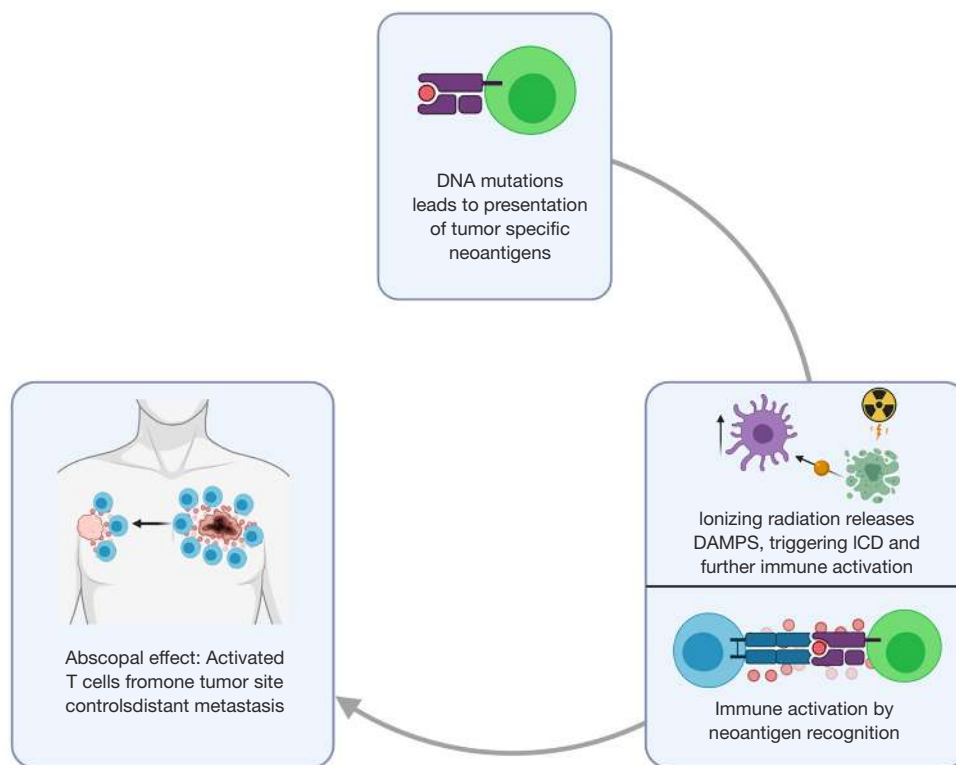 DNA mutations
leads to presentation
of tumor specific
neoantigens
Ionizing radiation releases
DAMPS, triggering ICD and
further immune activation
Immune activation by
neoantigen recognition
Abscopal effect: Activated
T cells fromone tumor site
controlsdistant metastasis